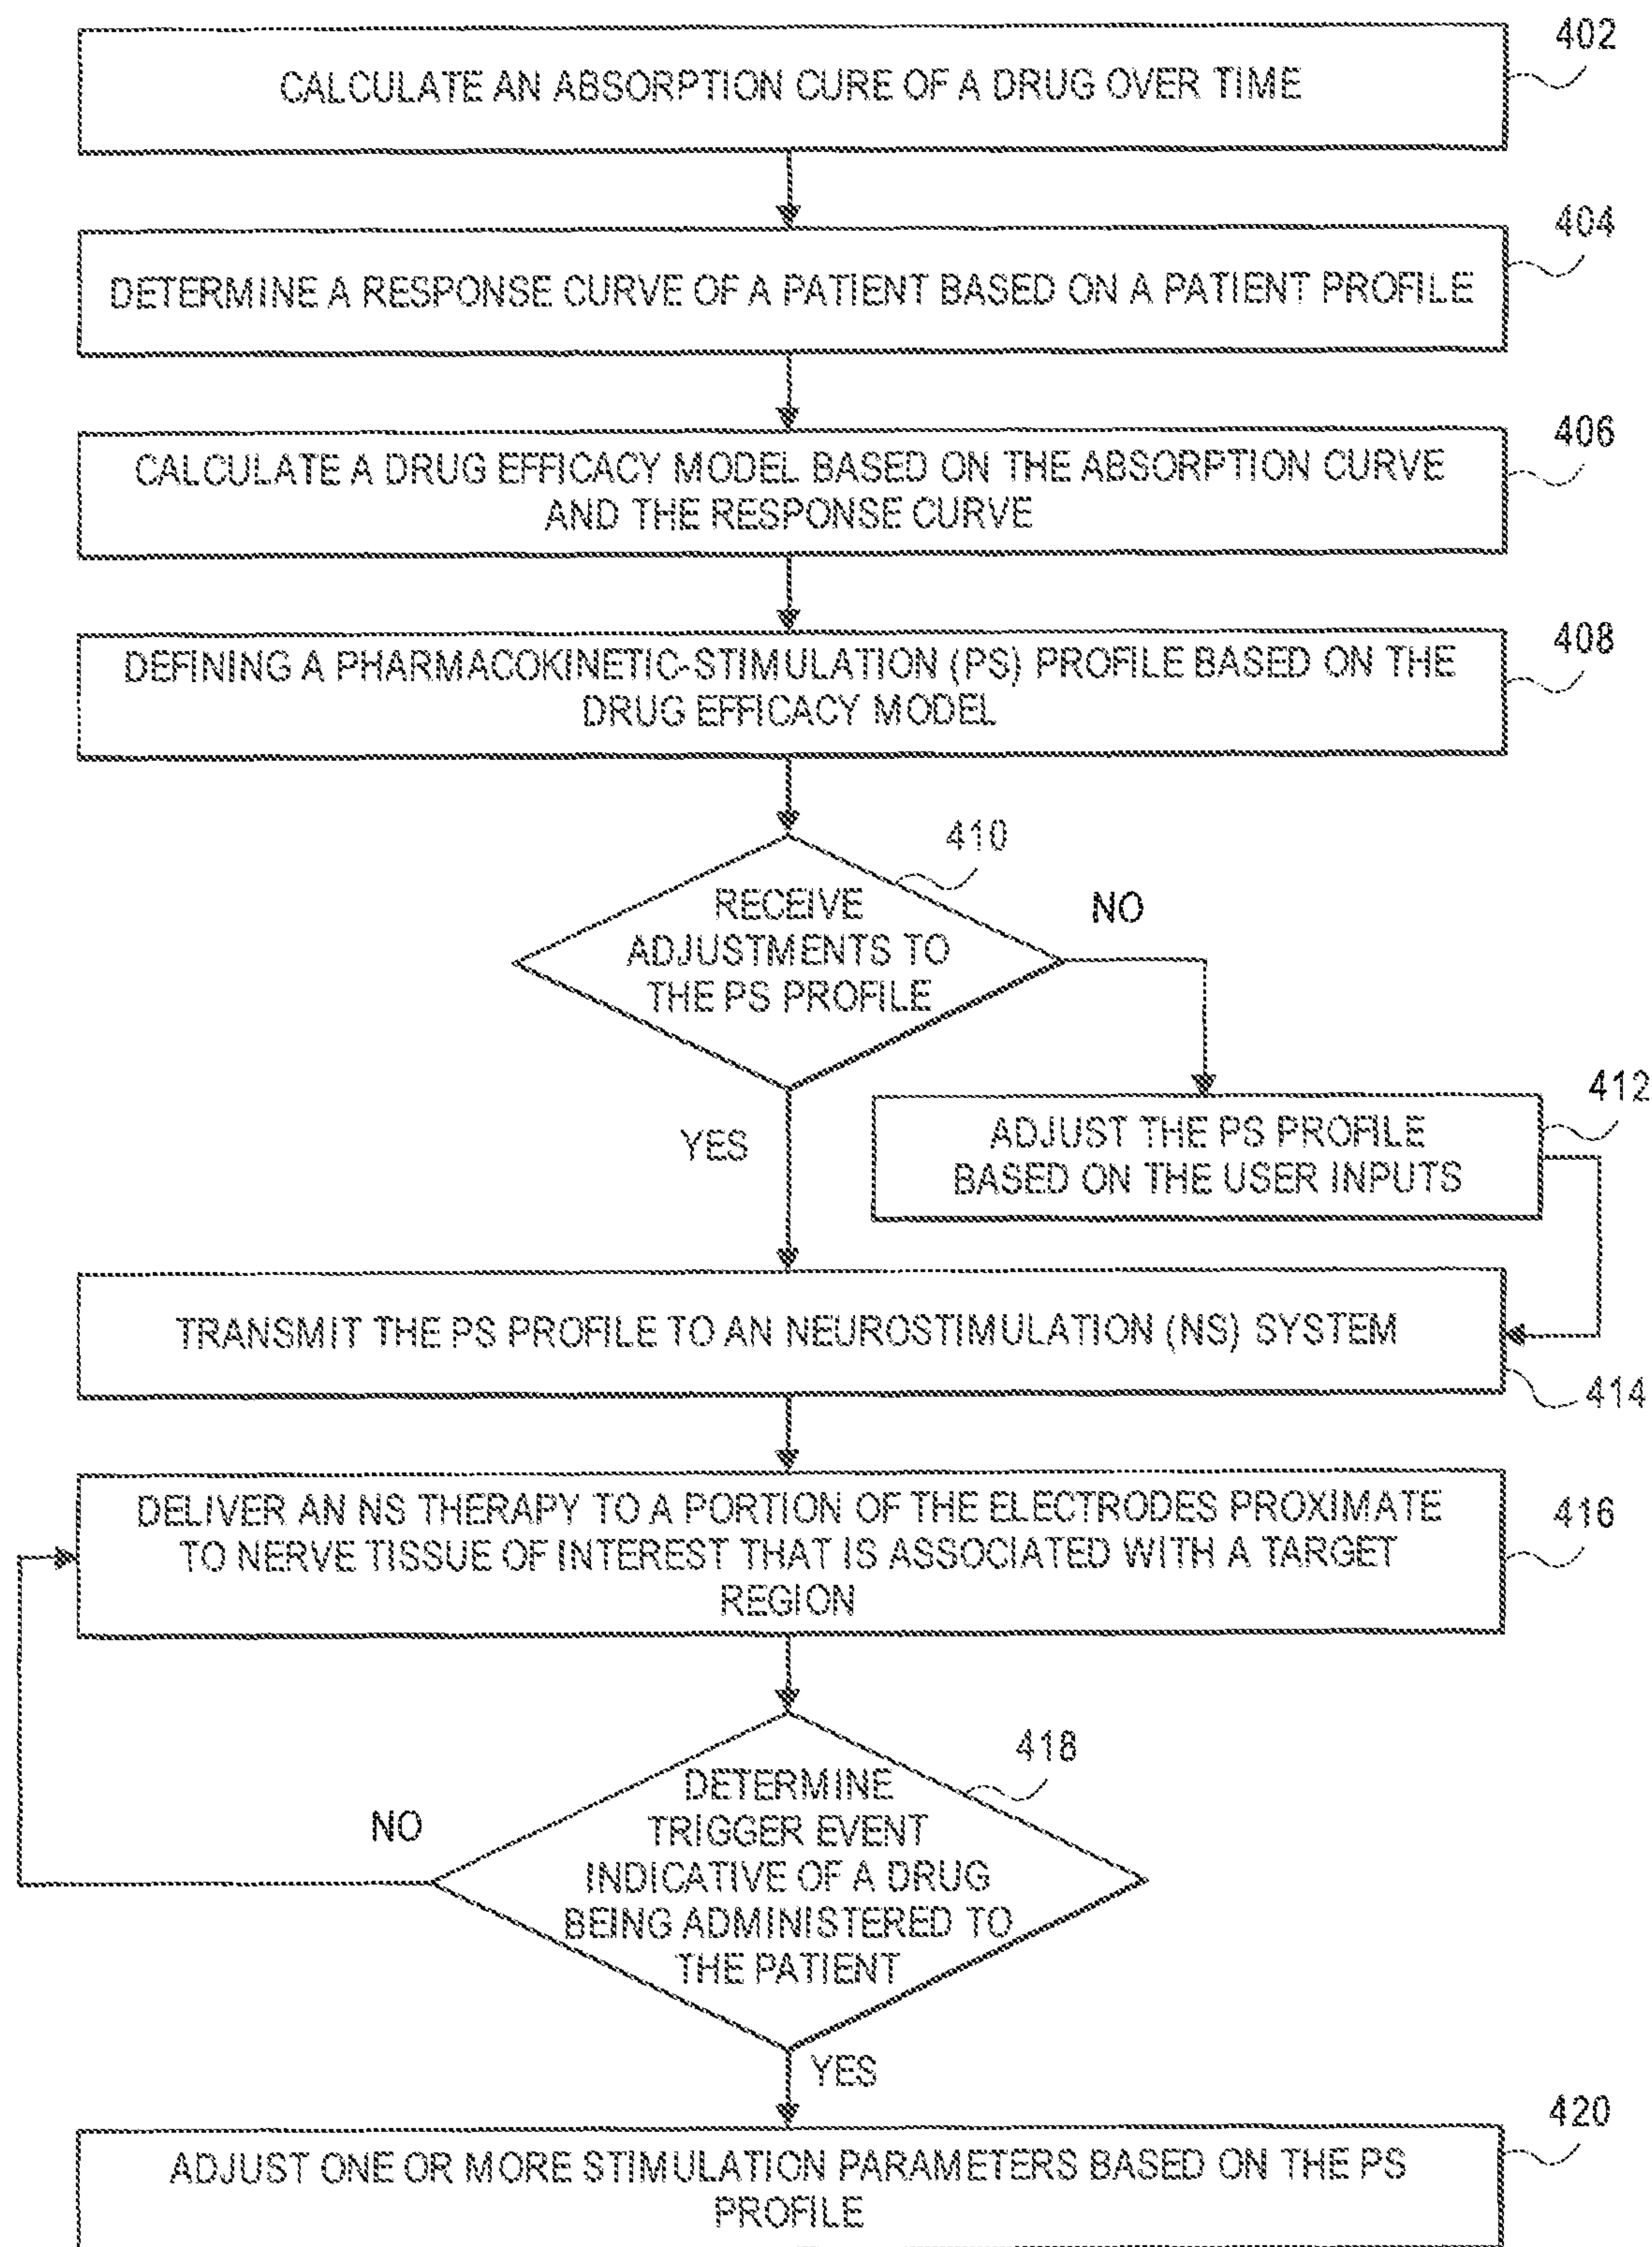 402
CALCULATE AN ABSORPTION CURE OF A DRUG OVER TIME
404
DETERMINE A RESPONSE CURVE OF A PATIENT BASED ON A PATIENT PROFILE
406
CALCULATE A DRUG EFFICACY MODEL BASED ON THE ABSORPTION CURVE
AND THE RESPONSE CURVE
408
DEFINING A PHARMACOKINETIC-STIMULATION (PS) PROFILE BASED ON THE
DRUG EFFICACY MODEL
410
RECEIVE
ADJUSTMENTS TO
THE PS PROFILE
NO
YES
412
ADJUST THE PS PROFILE
BASED ON THE USER INPUTS
TRANSMIT THE PS PROFILE TO AN NEUROSTIMULATION (NS) SYSTEM
414
DELIVER AN NS THERAPY TO A PORTION OF THE ELECTRODES PROXIMATE
TO NERVE TISSUE OF INTEREST THAT IS ASSOCIATED WITH A TARGET
REGION
416
418
DETERMINE
TRIGGER EVENT
INDICATIVE OF A DRUG
BEING ADMINISTERED TO
THE PATIENT
NO
YES
420
ADJUST ONE OR MORE STIMULATION PARAMETERS BASED ON THE PS
PROFILE